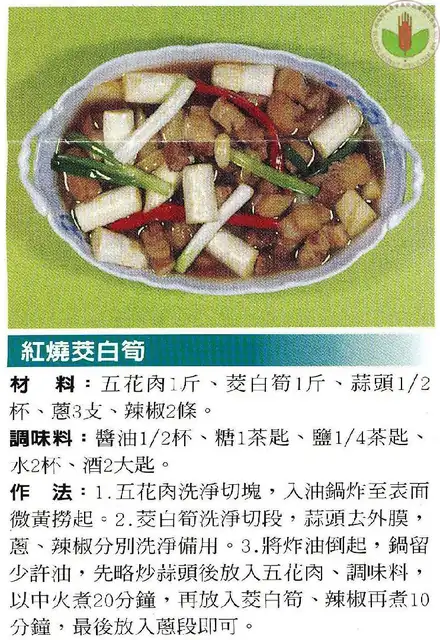 紅燒茭白筍
材　料：五花肉1斤、茭白筍1斤、蒜頭1/2
杯、蔥3支、辣椒2條。
調味料：醬油1/2杯、糖1茶匙、鹽1/4茶匙、
水2杯、酒2大匙。
作　法：1.五花肉洗淨切塊，入油鍋炸至表面
微黃撈起。2.茭白筍洗淨切段，蒜頭去外膜，
蔥、辣椒分別洗淨備用。3.將炸油倒起，鍋留
少許油，先略炒蒜頭後放入五花肉、調味料，
以中火煮20分鐘，再放入茭白筍、辣椒再煮10
分鐘，最後放入蔥段即可。